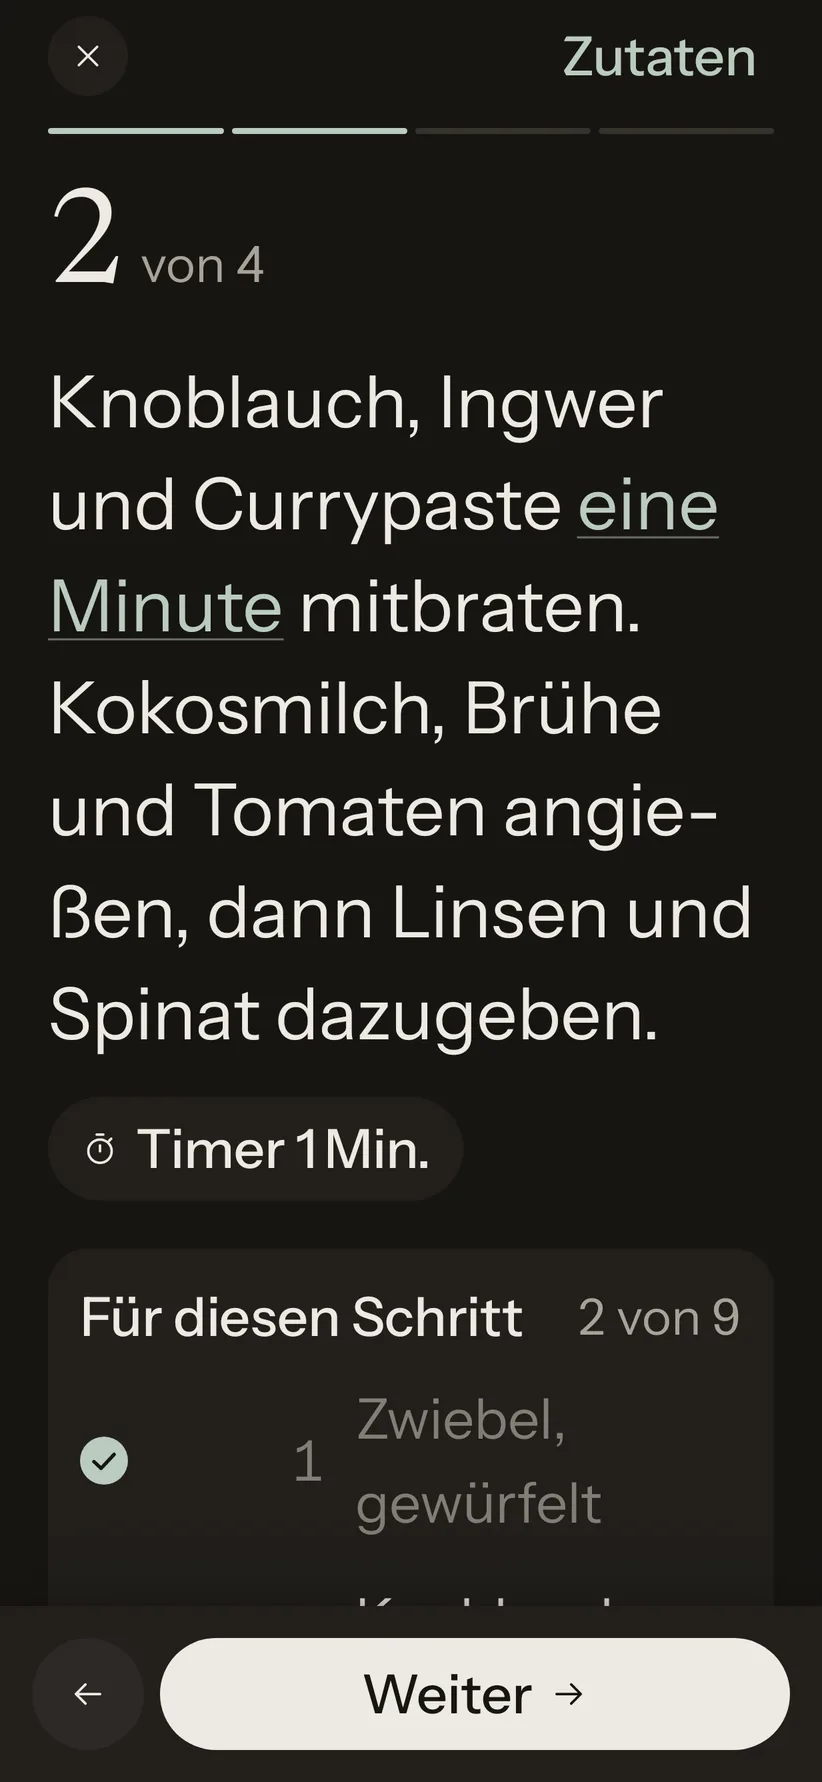 Zutaten
2 von 4
Knoblauch, Ingwer
und Currypaste eine
Minute mitbraten.
Kokosmilch, Brühe
und Tomaten angie-
ßen, dann Linsen und
Spinat dazugeben.
Timer 1 Min.
Für diesen Schritt 2 von 9
1 Zwiebel,
gewürfelt
Weiter →